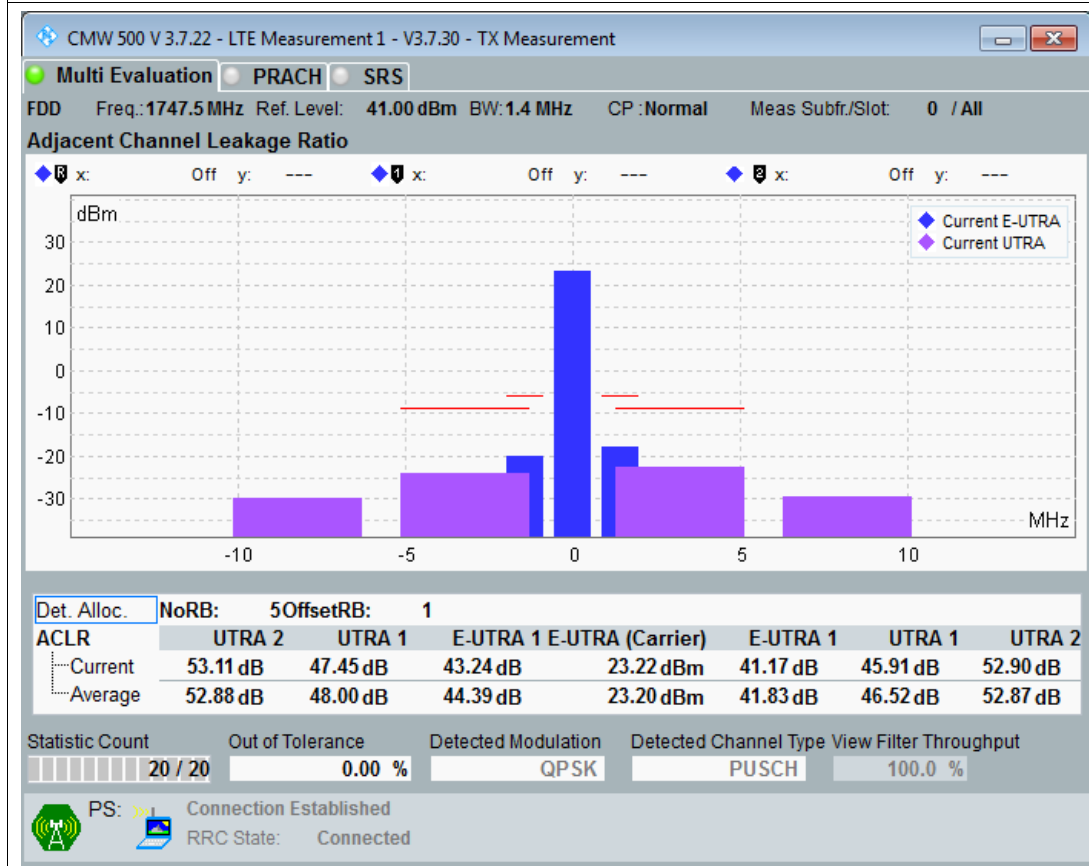 CMW 500 V 3.7.22 - LTE Measurement 1 - V3.7.30 - TX Measurement
Multi Evaluation PRACH SRS
FDD Freq.: 1747.5 MHz Ref. Level: 41.00 dBm BW: 1.4 MHz CP : Normal Meas Subfr./Slot: 0 / All
Adjacent Channel Leakage Ratio
R x: Off y: --- 1 x: Off y: --- 2 x: Off y: ---
dBm
Current E-UTRA
Current UTRA
30
20
10
0
-10
-20
-30
MHz
-10 -5 0 5 10
Det. Alloc. NoRB: 5 OffsetRB: 1
ACLR UTRA 2 UTRA 1 E-UTRA 1 E-UTRA (Carrier) E-UTRA 1 UTRA 1 UTRA 2
Current 53.11 dB 47.45 dB 43.24 dB 23.22 dBm 41.17 dB 45.91 dB 52.90 dB
Average 52.88 dB 48.00 dB 44.39 dB 23.20 dBm 41.83 dB 46.52 dB 52.87 dB
Statistic Count Out of Tolerance Detected Modulation Detected Channel Type View Filter Throughput
20 / 20 0.00 % QPSK PUSCH 100.0 %
PS: Connection Established
RRC State: Connected